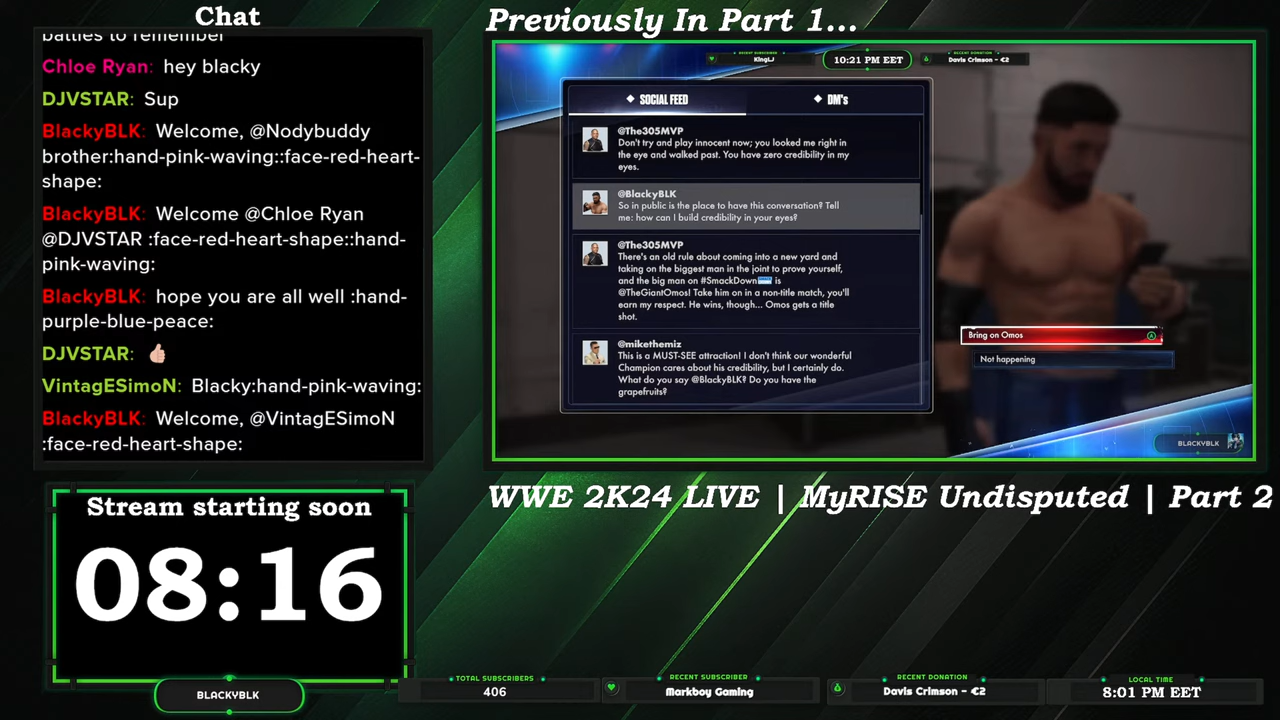 Chat
battles to remember
Chloe Ryan: hey blacky
DJVSTAR: Sup
BlackyBLK: Welcome, @Nodybuddy
brother:hand-pink-waving::face-red-heart-
shape:
BlackyBLK: Welcome @Chloe Ryan
@DJVSTAR :face-red-heart-shape::hand-
pink-waving:
BlackyBLK: hope you are all well :hand-
purple-blue-peace:
DJVSTAR: 👍🏻
VintagESimoN: Blacky:hand-pink-waving:
BlackyBLK: Welcome, @VintagESimoN
:face-red-heart-shape:
Previously In Part 1...
RECENT SUBSCRIBER
KingLJ
10:21 PM EET
RECENT DONATION
Davis Crimson - €2
SOCIAL FEED
DM's
@The305MVP
Don't try and play innocent now; you looked me right in
the eye and walked past. You have zero credibility in my
eyes.
@BlackyBLK
So in public is the place to have this conversation? Tell
me: how can I build credibility in your eyes?
@The305MVP
There's an old rule about coming into a new yard and
taking on the biggest man in the joint to prove yourself,
and the big man on #SmackDown is
@TheGiantOmos! Take him on in a non-title match, you'll
earn my respect. He wins, though... Omos gets a title
shot.
@mikethemiz
This is a MUST-SEE attraction! I don't think our wonderful
Champion cares about his credibility, but I certainly do.
What do you say @BlackyBLK? Do you have the
grapefruits?
Bring on Omos
Not happening
BLACKYBLK
WWE 2K24 LIVE | MyRISE Undisputed | Part 2
Stream starting soon
08:16
BLACKYBLK
TOTAL SUBSCRIBERS
406
RECENT SUBSCRIBER
Markboy Gaming
RECENT DONATION
Davis Crimson - €2
LOCAL TIME
8:01 PM EET